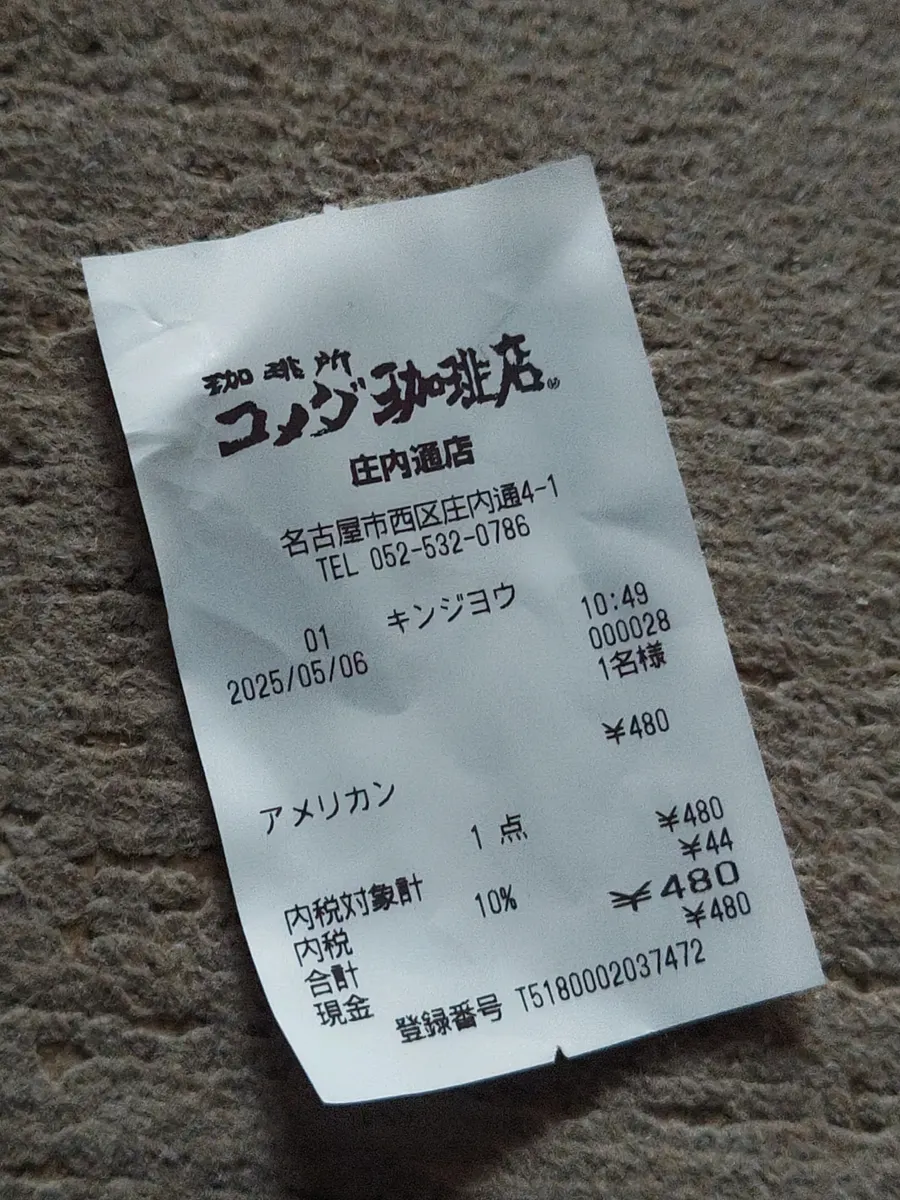 珈琲所
コメダ珈琲店
庄内通店
名古屋市西区庄内通4-1
TEL 052-532-0786
01 キンジヨウ 10:49
2025/05/06 000028
1名様
アメリカン ¥480
1 点
内税対象計 ¥480
内税 10% ¥44
合計 ¥480
現金 ¥480
登録番号 T5180002037472